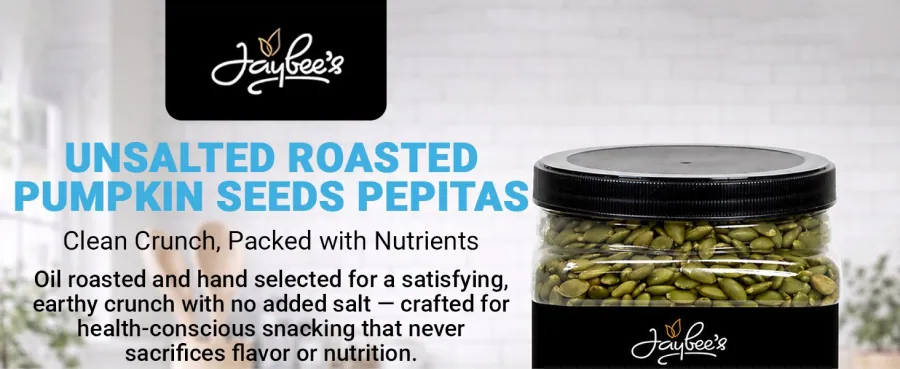 Jaybee's
UNSALTED ROASTED
PUMPKIN SEEDS PEPITAS
Clean Crunch, Packed with Nutrients
Oil roasted and hand selected for a satisfying,
earthy crunch with no added salt — crafted for
health-conscious snacking that never
sacrifices flavor or nutrition.
Jaybee's